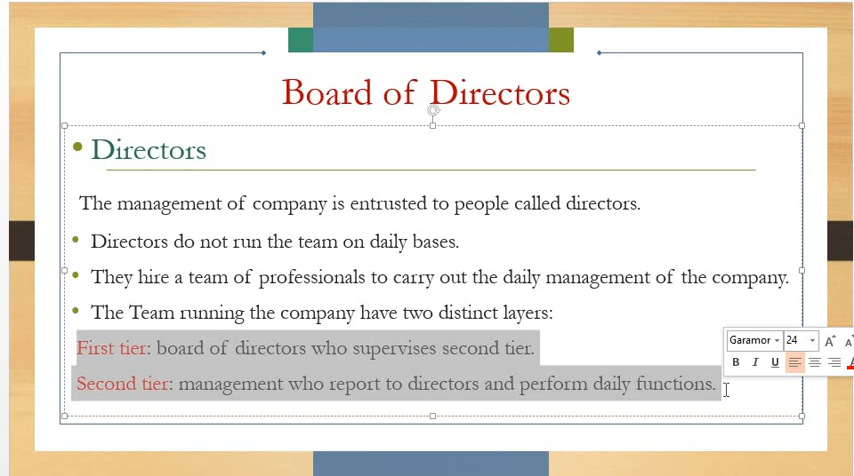 Board of Directors
Directors
The management of company is entrusted to people called directors.
Directors do not run the team on daily bases.
They hire a team of professionals to carry out the daily management of the company.
The Team running the company have two distinct layers:
First tier: board of directors who supervises second tier.
Second tier: management who report to directors and perform daily functions.
Garamor 24 A A
B I U A